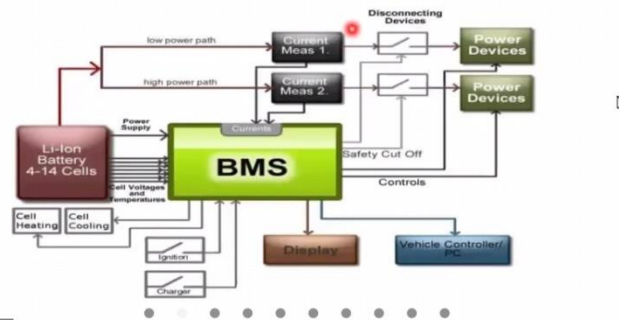 Disconnecting
Devices
low power path
Current
Meas 1.
Power
Devices
high power path
Current
Meas 2.
Power
Devices
Power
Supply
Currents
Li-Ion
Battery
4-14 Cells
BMS
Safety Cut Off
Controls
Cell Voltages
and
Temperatures
Cell
Heating
Cell
Cooling
Ignition
Charger
Display
Vehicle Controller/
PC